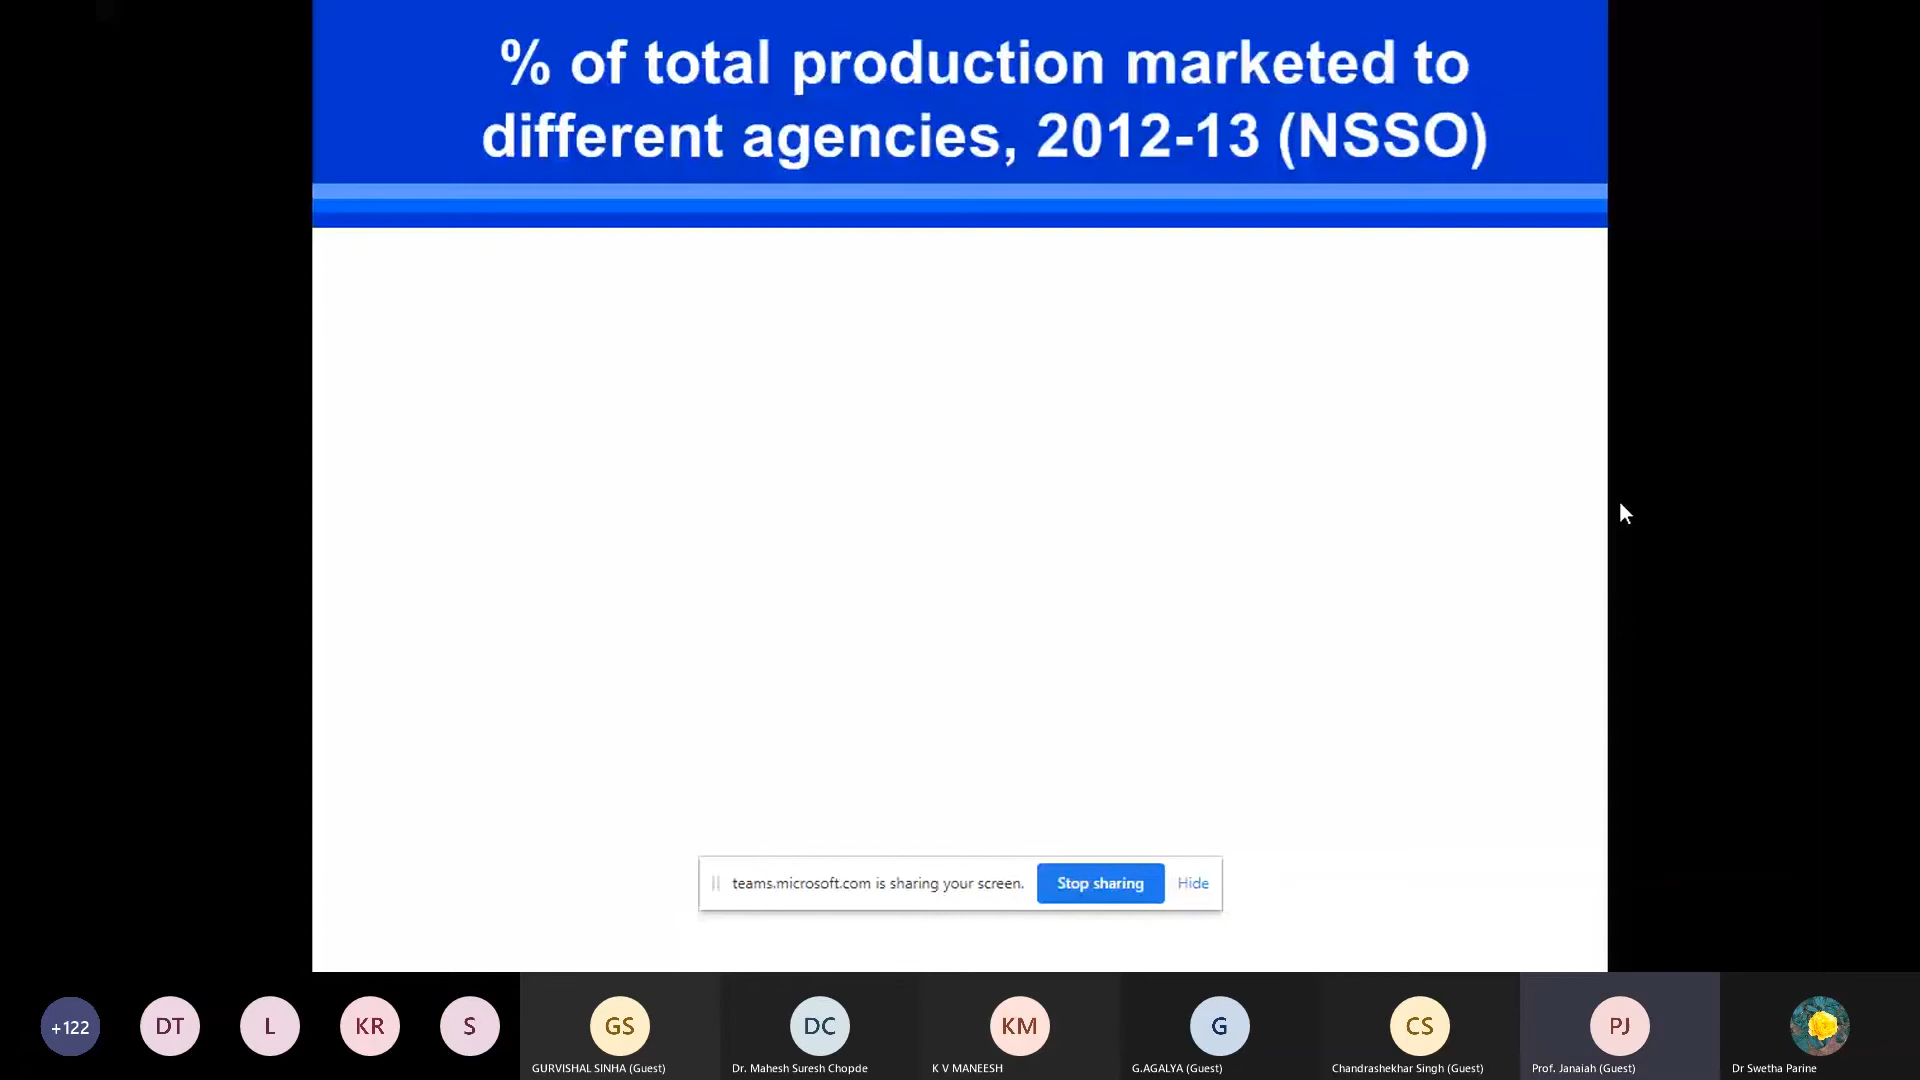 % of total production marketed to
different agencies, 2012-13 (NSSO)
teams.microsoft.com is sharing your screen.
Stop sharing
Hide
+122
DT
L
KR
S
GS
DC
KM
G
CS
PJ
GURVISHAL SINHA (Guest)
Dr. Mahesh Suresh Chopde
K V MANEESH
G.AGALYA (Guest)
Chandrashekhar Singh (Guest)
Prof. Janaiah (Guest)
Dr Swetha Parine